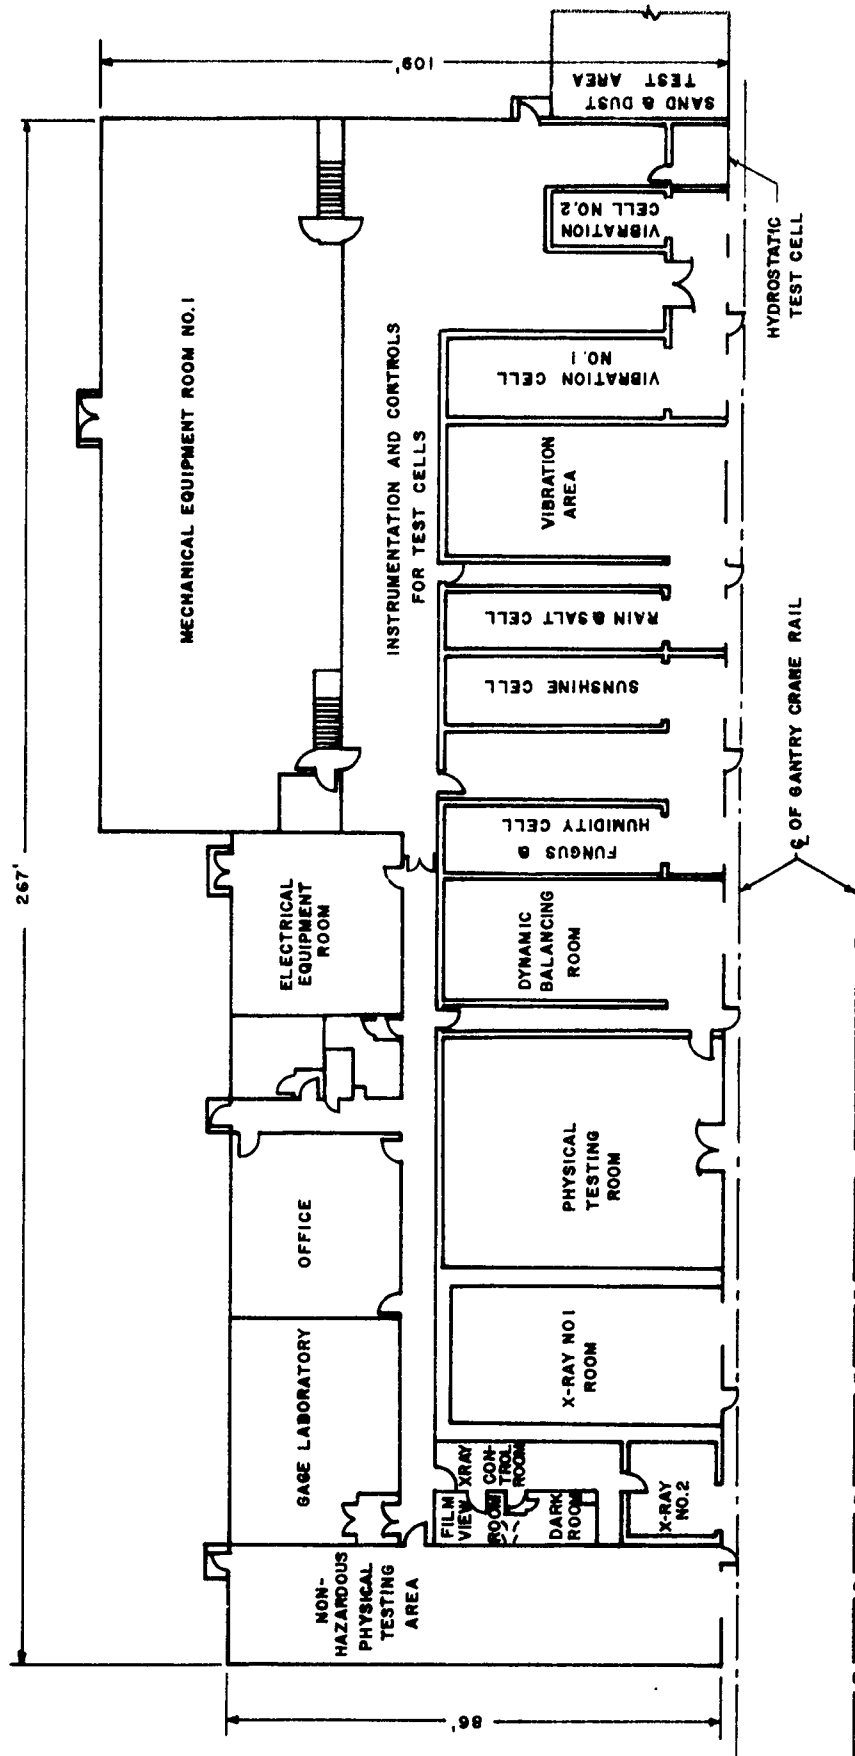 267'
109'
86'
MECHANICAL EQUIPMENT ROOM NO.1
INSTRUMENTATION AND CONTROLS
FOR TEST CELLS
SAND & DUST
TEST AREA
VIBRATION
CELL NO.2
HYDROSTATIC
TEST CELL
VIBRATION CELL
NO.1
VIBRATION
AREA
RAIN & SALT CELL
SUNSHINE CELL
FUNGUS &
HUMIDITY CELL
DYNAMIC
BALANCING
ROOM
℄ OF GANTRY CRANE RAIL
ELECTRICAL
EQUIPMENT
ROOM
PHYSICAL
TESTING
ROOM
OFFICE
X-RAY NO1
ROOM
GAGE LABORATORY
XRAY
CON-
TROL
ROOM
FILM
VIEW
ROOM
DARK
ROOM
X-RAY
NO.2
NON-
HAZARDOUS
PHYSICAL
TESTING
AREA